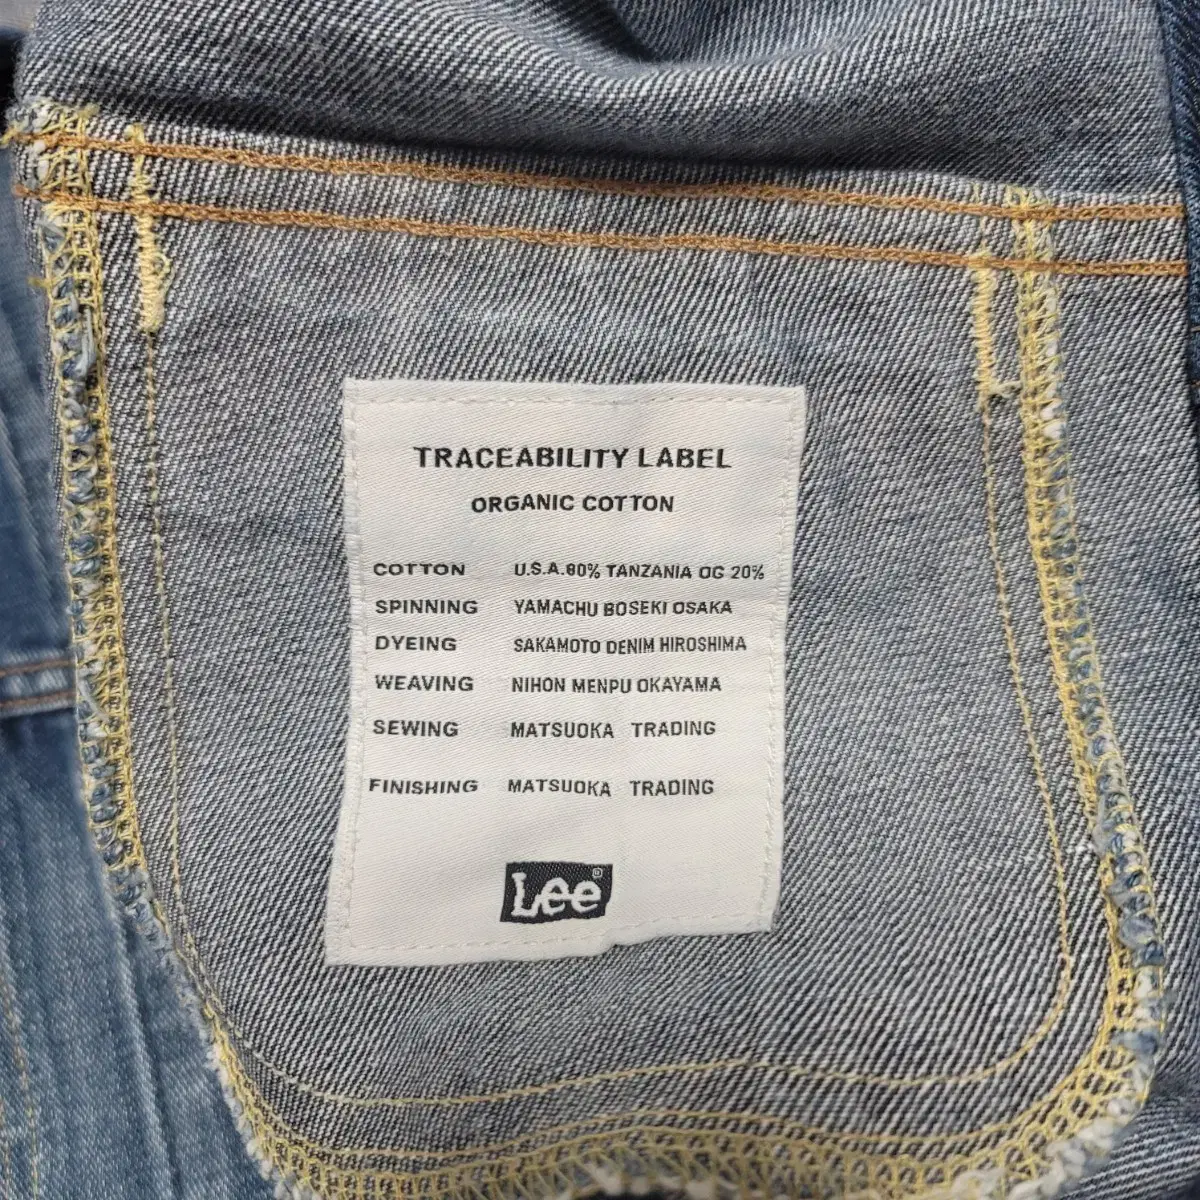 TRACEABILITY LABEL
ORGANIC COTTON
COTTON U.S.A.80% TANZANIA OG 20%
SPINNING YAMACHU BOSEKI OSAKA
DYEING SAKAMOTO DENIM HIROSHIMA
WEAVING NIHON MENPU OKAYAMA
SEWING MATSUOKA TRADING
FINISHING MATSUOKA TRADING
Lee®